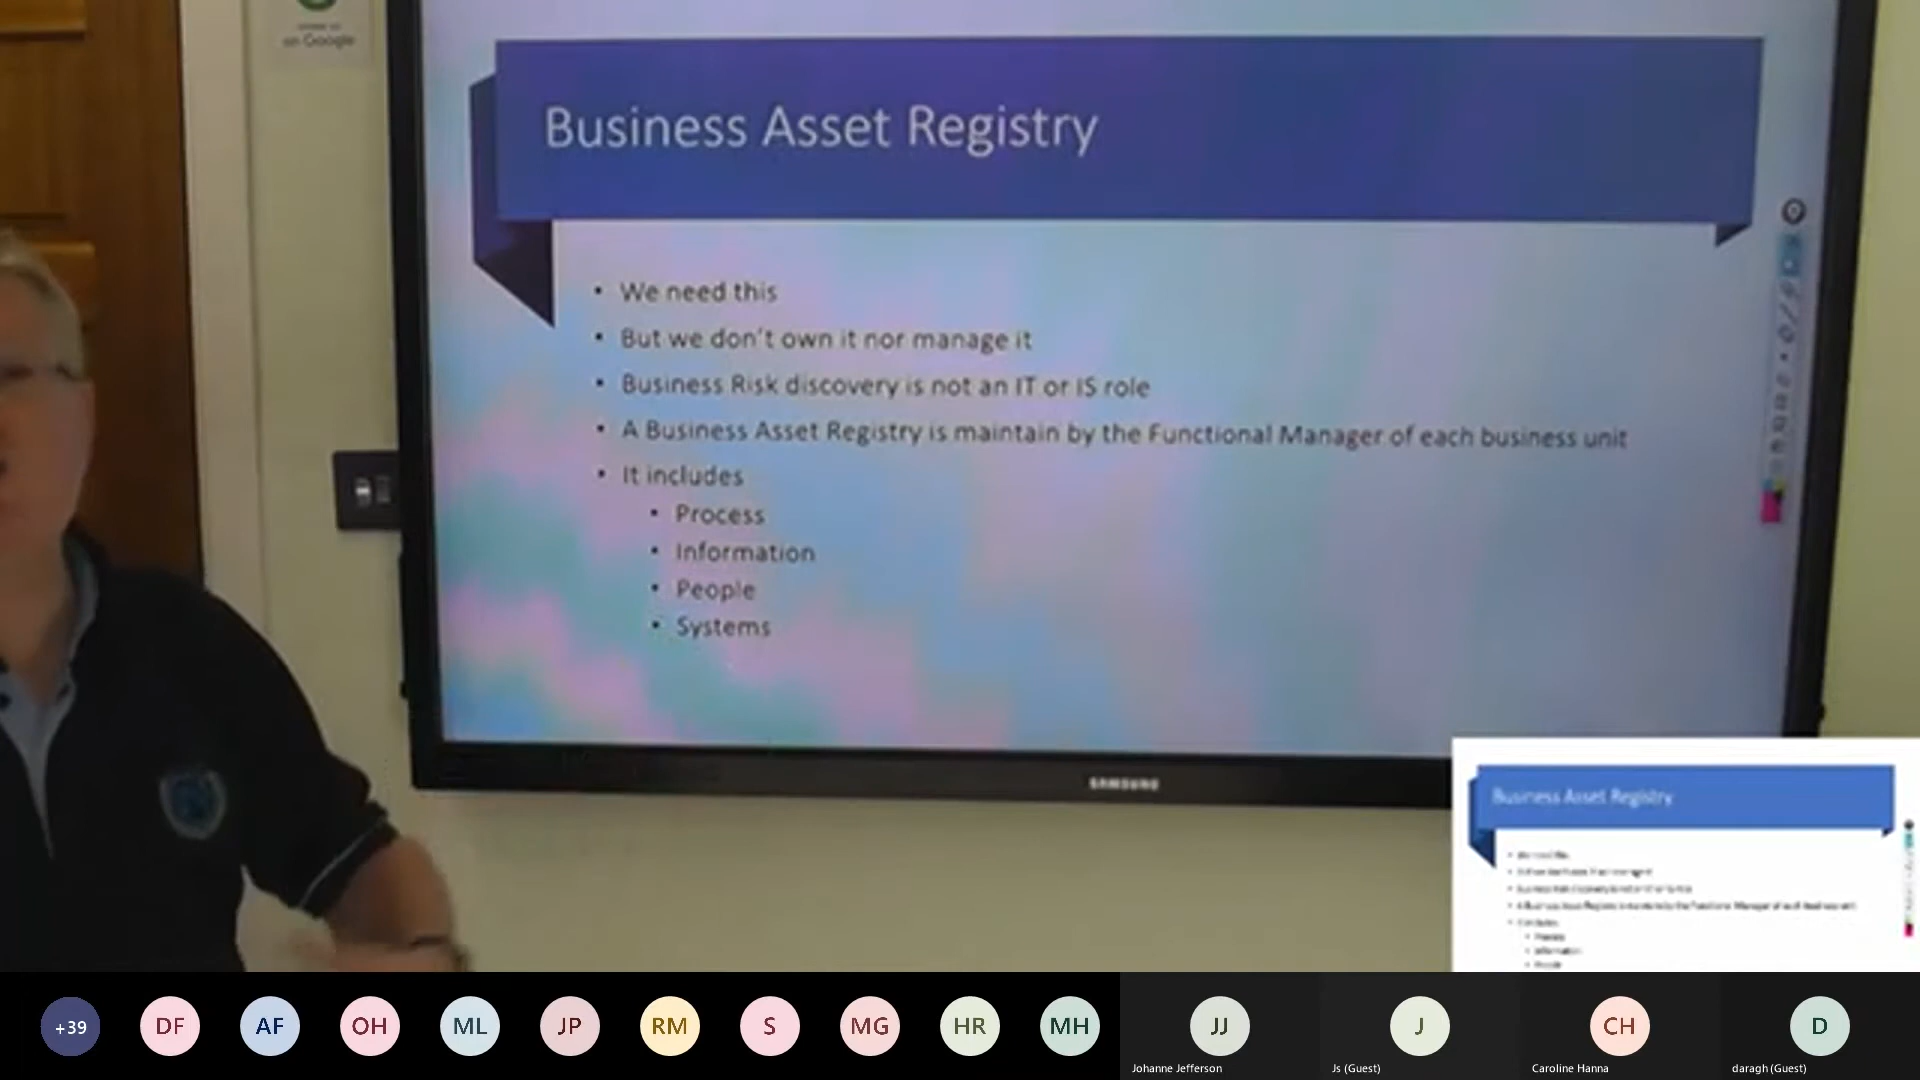 on Google
Business Asset Registry
• We need this
• But we don't own it nor manage it
• Business Risk discovery is not an IT or IS role
• A Business Asset Registry is maintain by the Functional Manager of each business unit
• It includes
• Process
• Information
• People
• Systems
SAMSUNG
Business Asset Registry
+39
DF
AF
OH
ML
JP
RM
S
MG
HR
MH
JJ
J
CH
D
Johanne Jefferson
Js (Guest)
Caroline Hanna
daragh (Guest)